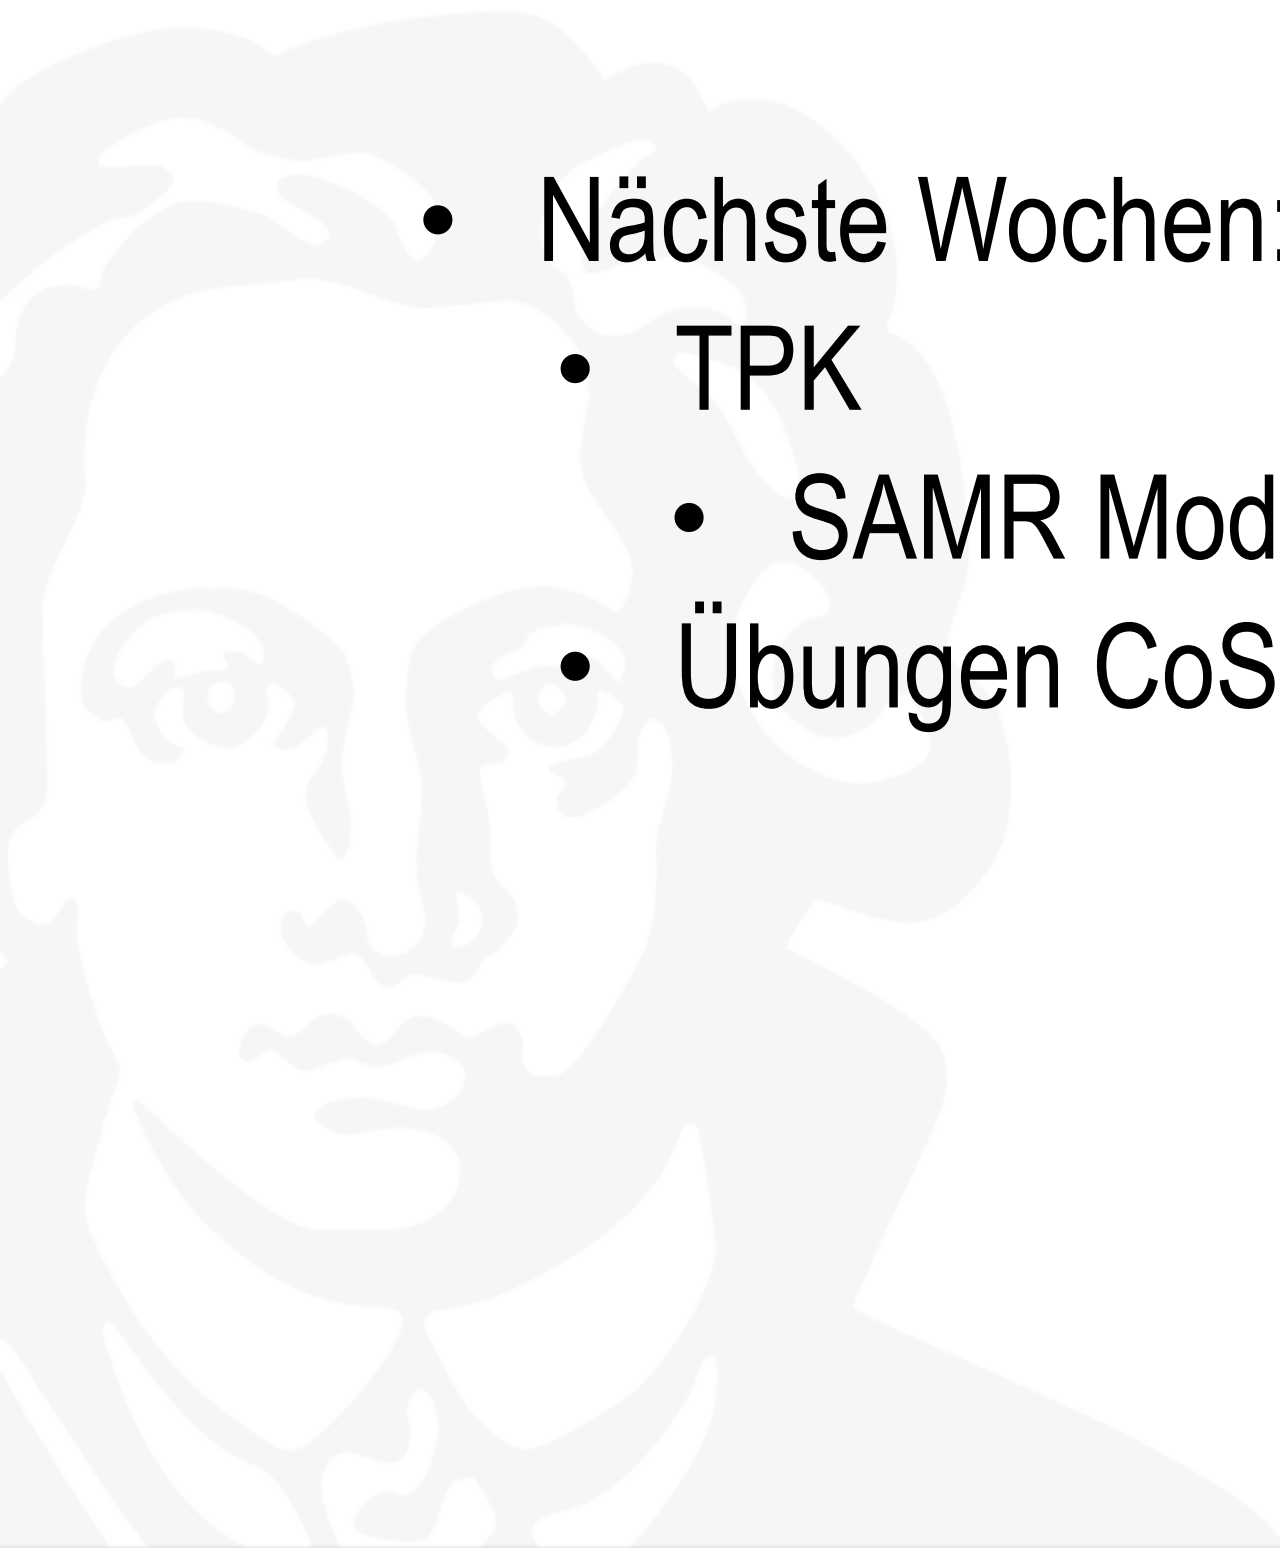 • Nächste Wochen:
• TPK
• SAMR Mod
• Übungen CoS